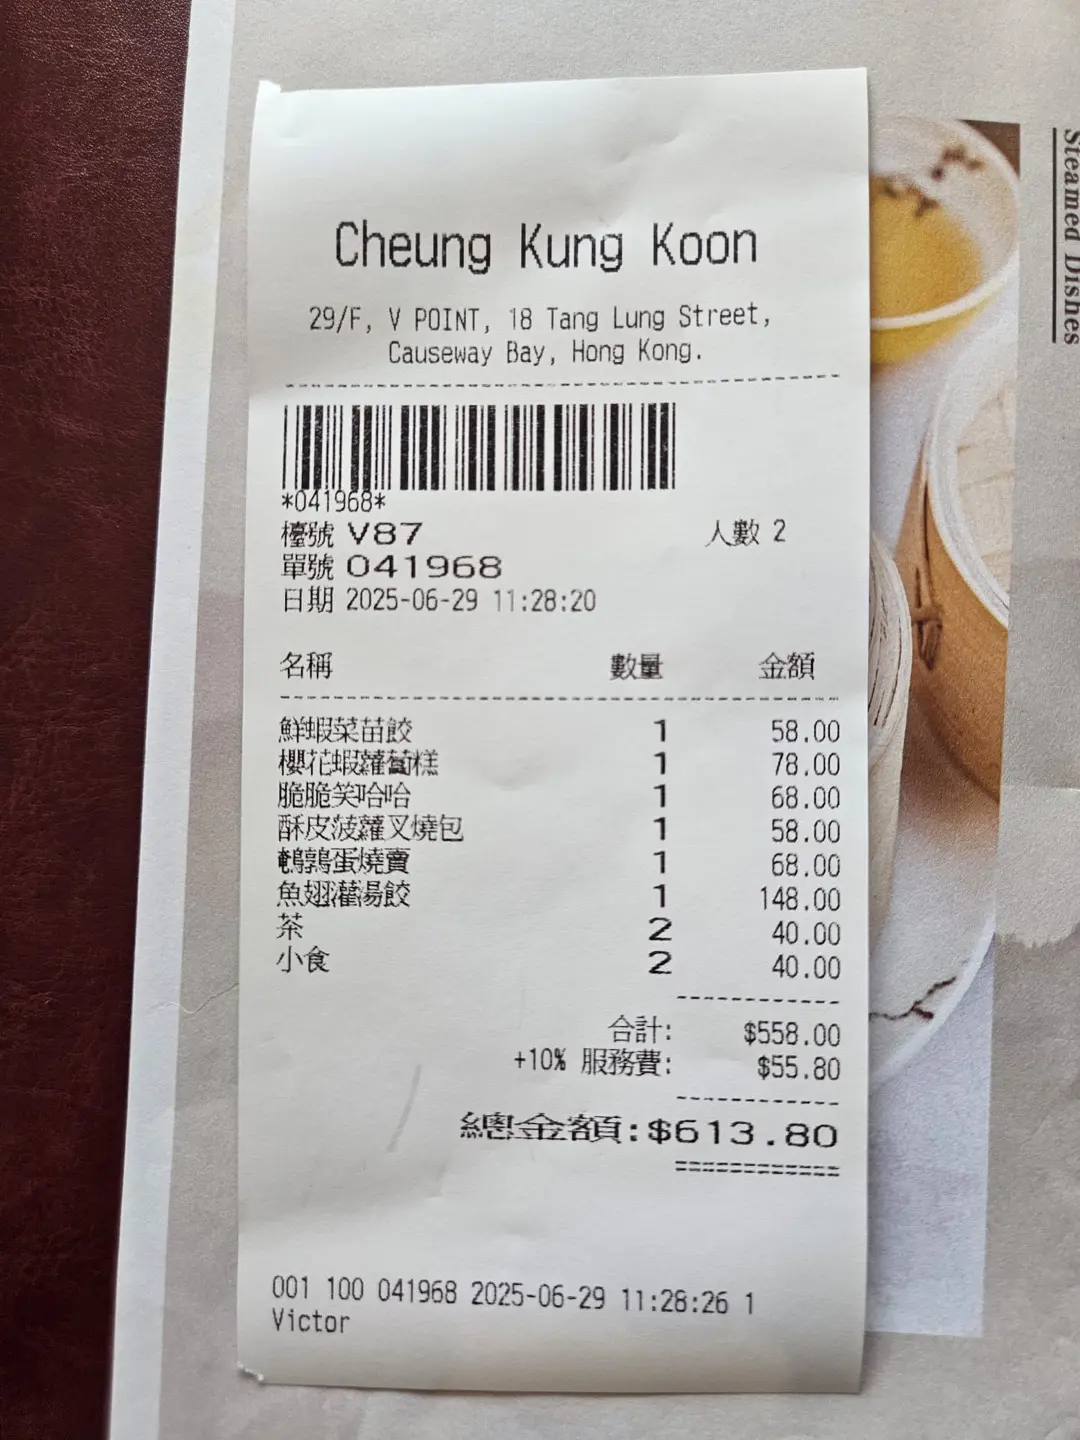 Cheung Kung Koon
29/F, V POINT, 18 Tang Lung Street,
Causeway Bay, Hong Kong.
*041968*
檯號 V87 人數 2
單號 041968
日期 2025-06-29 11:28:20
名稱 數量 金額
鮮蝦菜苗餃 1 58.00
櫻花蝦蘿蔔糕 1 78.00
脆脆笑哈哈 1 68.00
酥皮菠蘿叉燒包 1 58.00
鵪鶉蛋燒賣 1 68.00
魚翅灌湯餃 1 148.00
茶 2 40.00
小食 2 40.00
合計: $558.00
+10% 服務費: $55.80
總金額:$613.80
001 100 041968 2025-06-29 11:28:26 1
Victor
Steamed Dishes